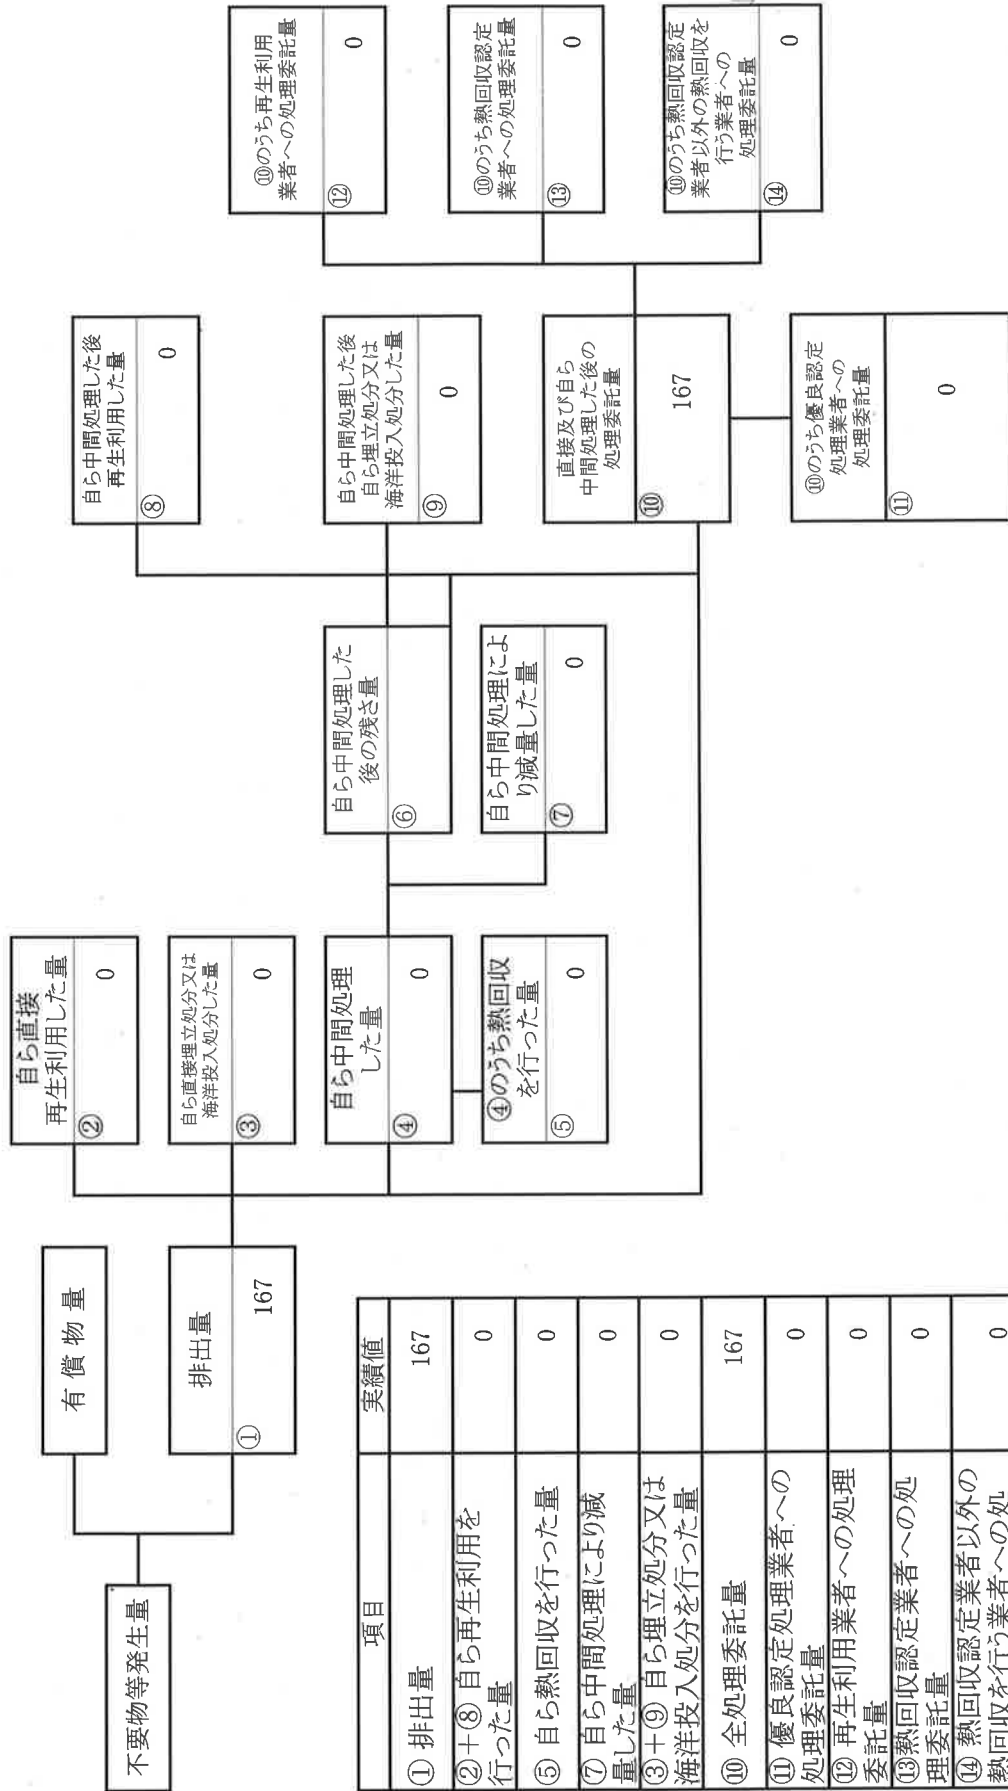 不要物等発生量
有償物量
排出量
①
167
自ら直接
再生利用した量
②
0
自ら直接埋立処分又は
海洋投入処分した量
③
0
自ら中間処理
した量
④
0
④のうち熱回収
を行った量
⑤
0
自ら中間処理した
後の残さ量
⑥
自ら中間処理によ
り減量した量
⑦
0
自ら中間処理した後
再生利用した量
⑧
0
自ら中間処理した後
自ら埋立処分又は
海洋投入処分した量
⑨
0
直接及び自ら
中間処理した後の
処理委託量
⑩
167
⑩のうち優良認定
処理業者への
処理委託量
⑪
0
⑩のうち再生利用
業者への処理委託量
⑫
0
⑩のうち熱回収認定
業者への処理委託量
⑬
0
⑩のうち熱回収認定
業者以外の熱回収を
行う業者への
処理委託量
⑭
0
項目 実績値
① 排出量 167
②＋⑧ 自ら再生利用を
行った量 0
⑤ 自ら熱回収を行った量 0
⑦ 自ら中間処理により減
量した量 0
③＋⑨ 自ら埋立処分又は
海洋投入処分を行った量 0
⑩ 全処理委託量 167
⑪ 優良認定処理業者への
処理委託量 0
⑫ 再生利用業者への処理
委託量 0
⑬熱回収認定業者への処
理委託量 0
⑭ 熱回収認定業者以外の
熱回収を行う業者への処 0